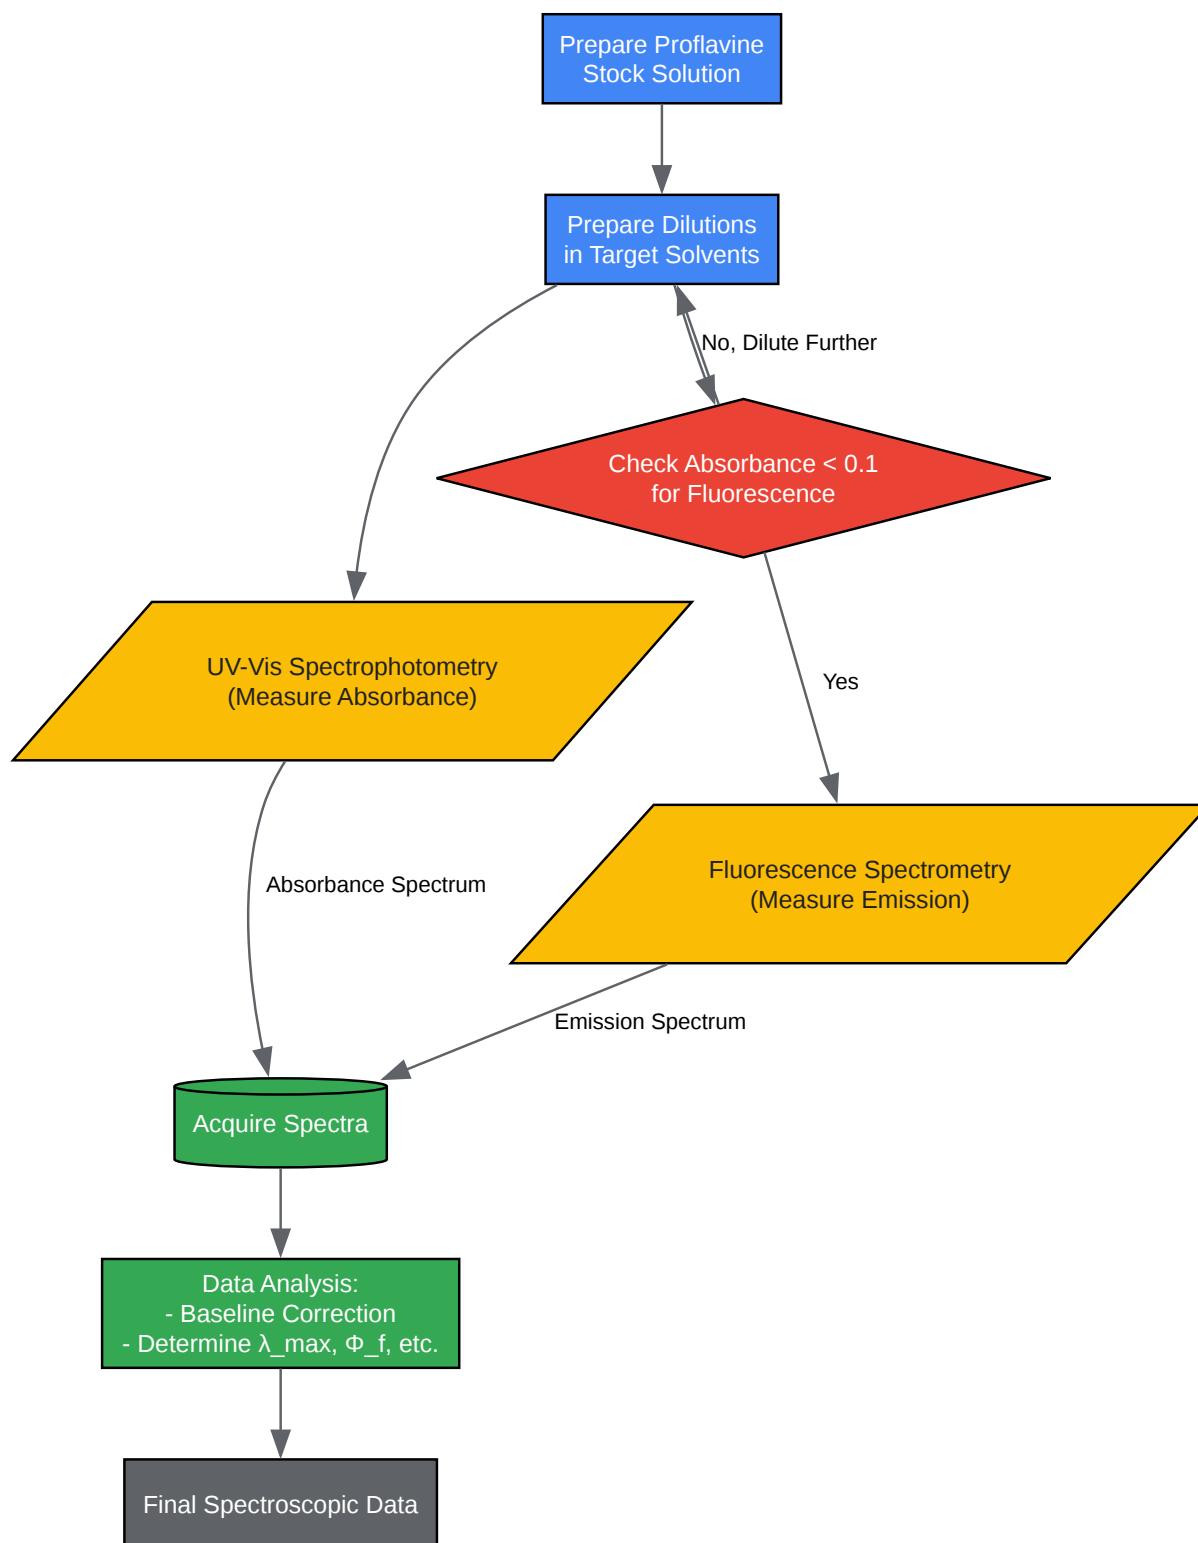 Prepare Proflavine
Stock Solution
Prepare Dilutions
in Target Solvents
No, Dilute Further
Check Absorbance < 0.1
for Fluorescence
UV-Vis Spectrophotometry
(Measure Absorbance)
Yes
Fluorescence Spectrometry
(Measure Emission)
Absorbance Spectrum
Emission Spectrum
Acquire Spectra
Data Analysis:
- Baseline Correction
- Determine λ_max, Φ_f, etc.
Final Spectroscopic Data